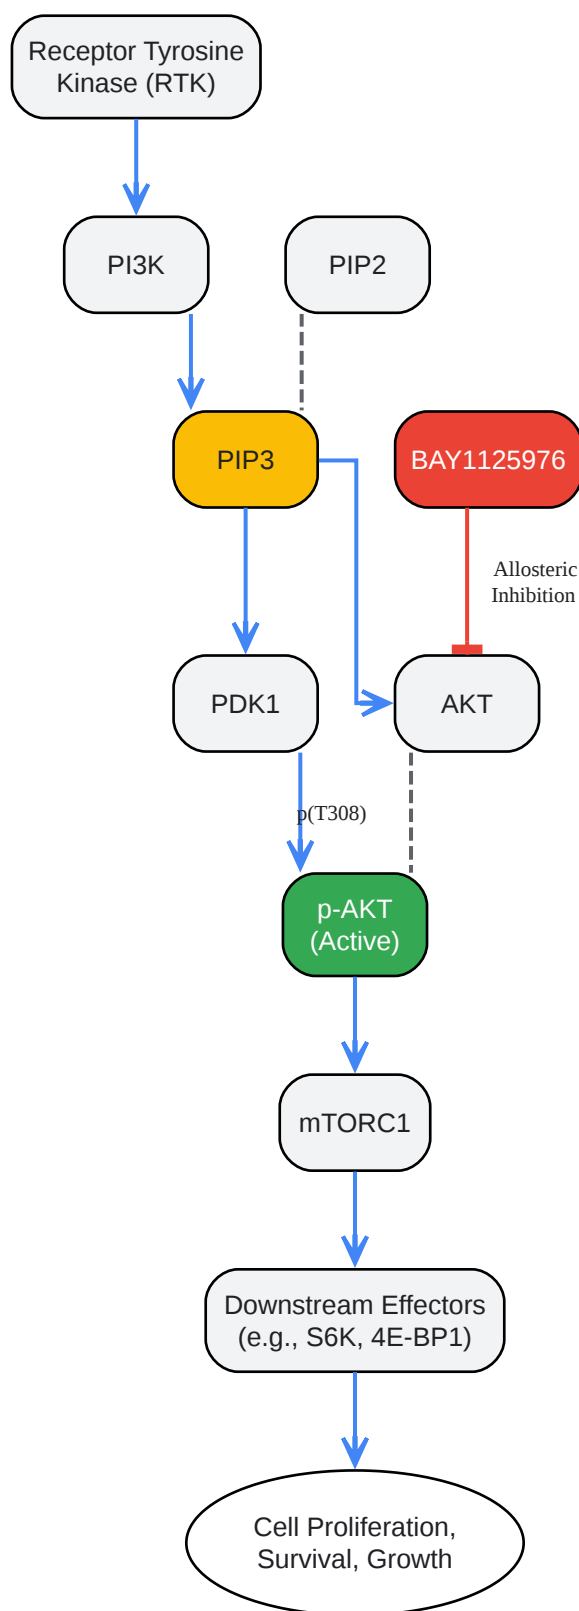 Receptor Tyrosine
Kinase (RTK)
PI3K
PIP2
PIP3
BAY1125976
Allosteric
Inhibition
PDK1
AKT
p(T308)
p-AKT
(Active)
mTORC1
Downstream Effectors
(e.g., S6K, 4E-BP1)
Cell Proliferation,
Survival, Growth